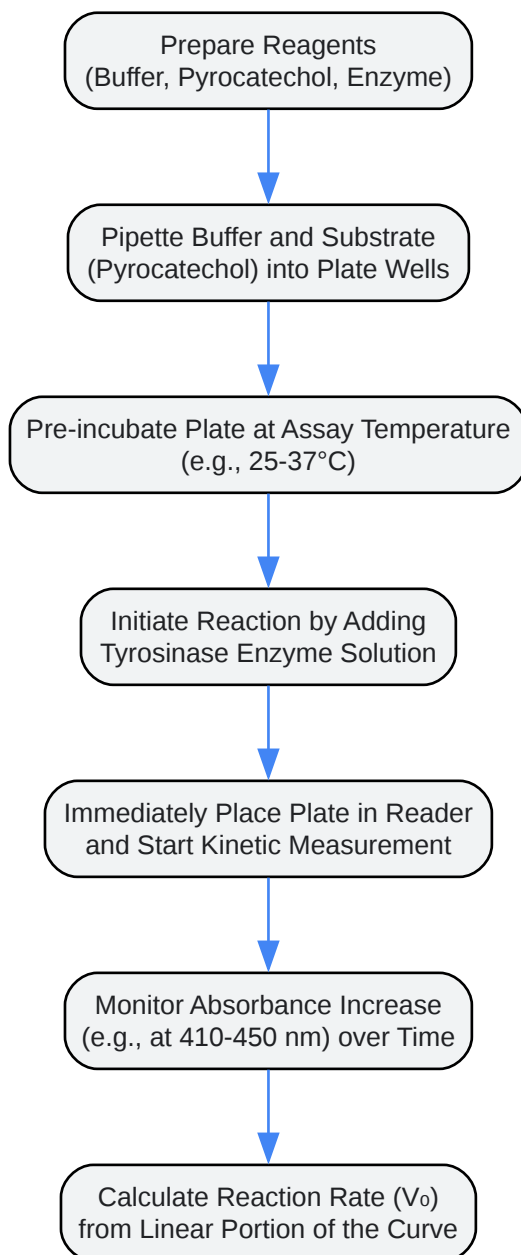 Prepare Reagents
(Buffer, Pyrocatechol, Enzyme)
Pipette Buffer and Substrate
(Pyrocatechol) into Plate Wells
Pre-incubate Plate at Assay Temperature
(e.g., 25-37°C)
Initiate Reaction by Adding
Tyrosinase Enzyme Solution
Immediately Place Plate in Reader
and Start Kinetic Measurement
Monitor Absorbance Increase
(e.g., at 410-450 nm) over Time
Calculate Reaction Rate (V₀)
from Linear Portion of the Curve